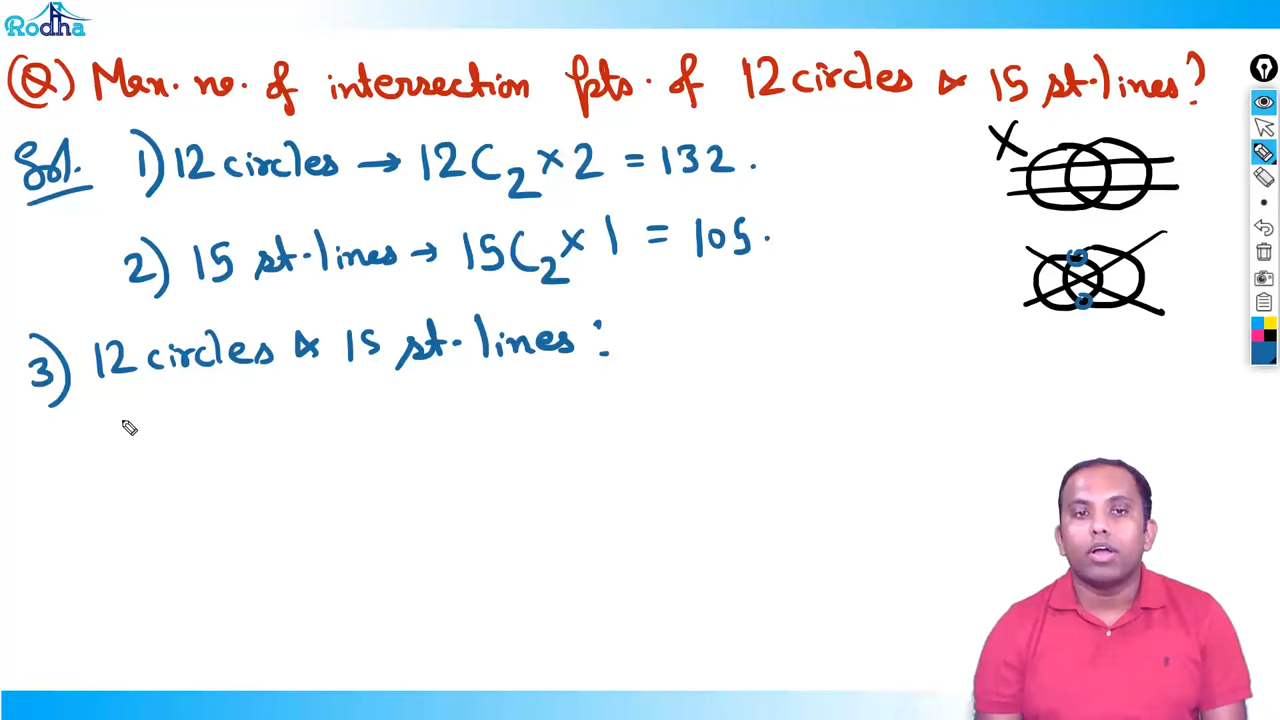 Rodha
(Q) Max. no. of intersection pts. of 12 circles & 15 st. lines?
Sol. 1) 12 circles → 12C₂ × 2 = 132.
2) 15 st. lines → 15C₂ × 1 = 105.
3) 12 circles & 15 st. lines :
X